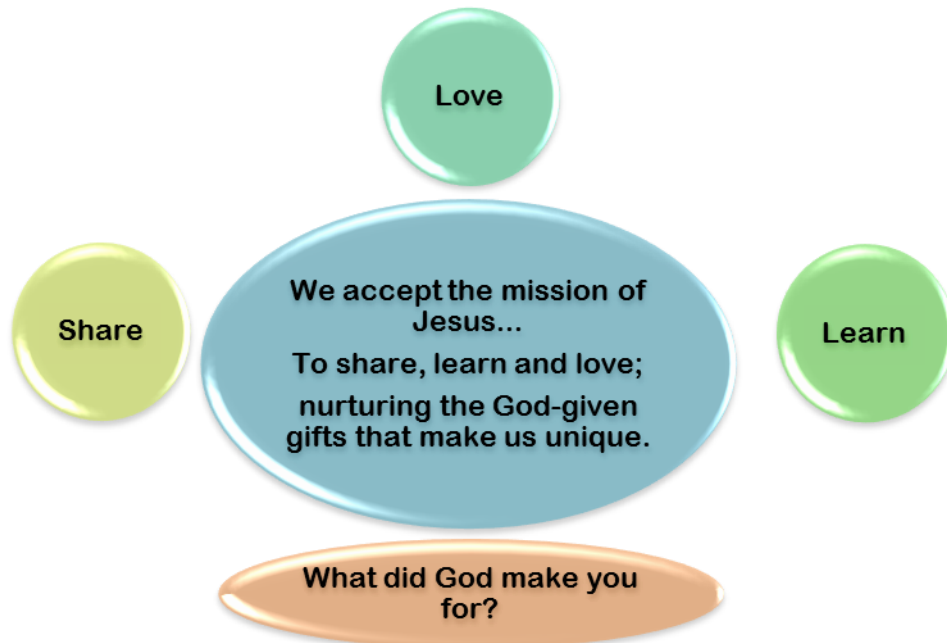 Love
Share
We accept the mission of
Jesus...
To share, learn and love;
nurturing the God-given
gifts that make us unique.
Learn
What did God make you
for?